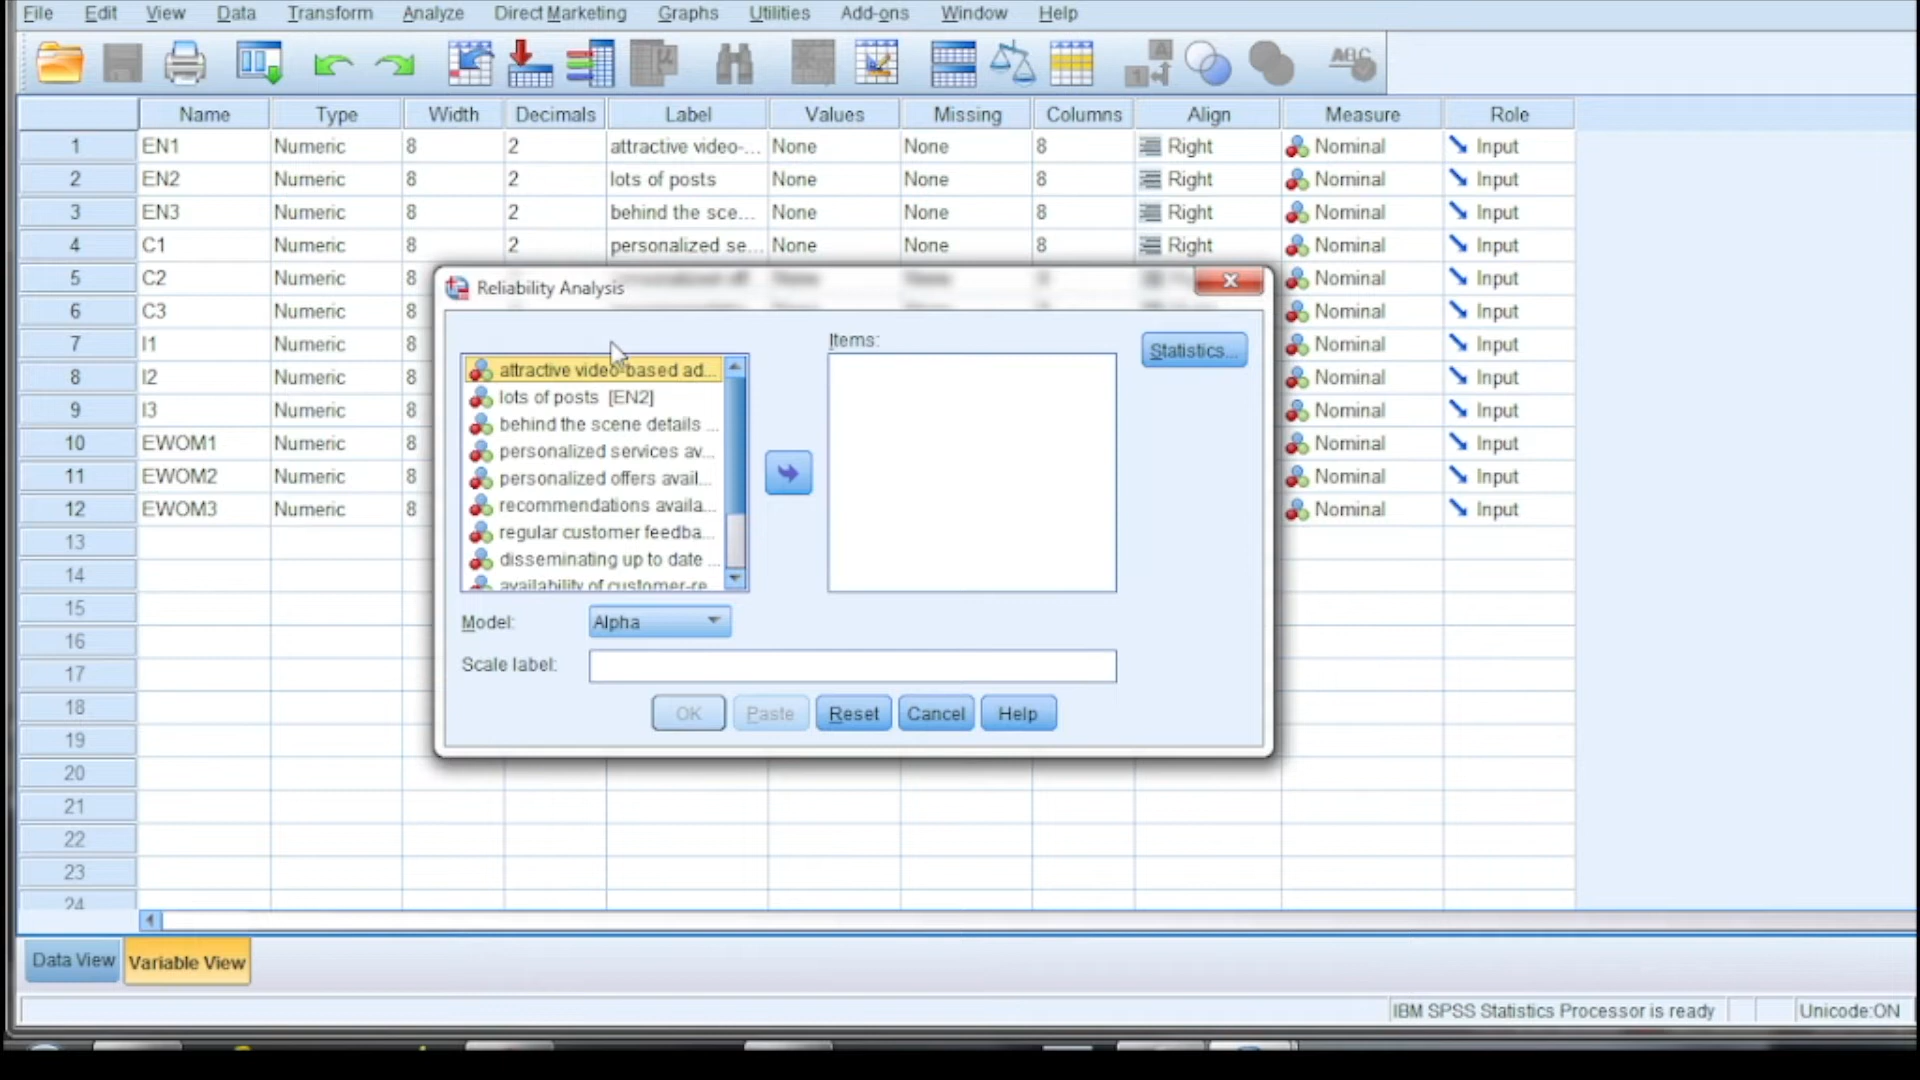 File Edit View Data Transform Analyze Direct Marketing Graphs Utilities Add-ons Window Help
Name Type Width Decimals Label Values Missing Columns Align Measure Role
1 EN1 Numeric 8 2 attractive video-... None None 8 Right Nominal Input
2 EN2 Numeric 8 2 lots of posts None None 8 Right Nominal Input
3 EN3 Numeric 8 2 behind the sce... None None 8 Right Nominal Input
4 C1 Numeric 8 2 personalized se... None None 8 Right Nominal Input
5 C2 Numeric 8 Nominal Input
6 C3 Numeric 8 Nominal Input
7 I1 Numeric 8 Nominal Input
8 I2 Numeric 8 Nominal Input
9 I3 Numeric 8 Nominal Input
10 EWOM1 Numeric 8 Nominal Input
11 EWOM2 Numeric 8 Nominal Input
12 EWOM3 Numeric 8 Nominal Input
13
14
15
16
17
18
19
20
21
22
23
24
Reliability Analysis
Items:
Statistics...
attractive video-based ad...
lots of posts [EN2]
behind the scene details ...
personalized services av...
personalized offers avail...
recommendations availa...
regular customer feedba...
disseminating up to date ...
availability of customer-re
Model: Alpha
Scale label:
OK Paste Reset Cancel Help
Data View Variable View
IBM SPSS Statistics Processor is ready Unicode:ON